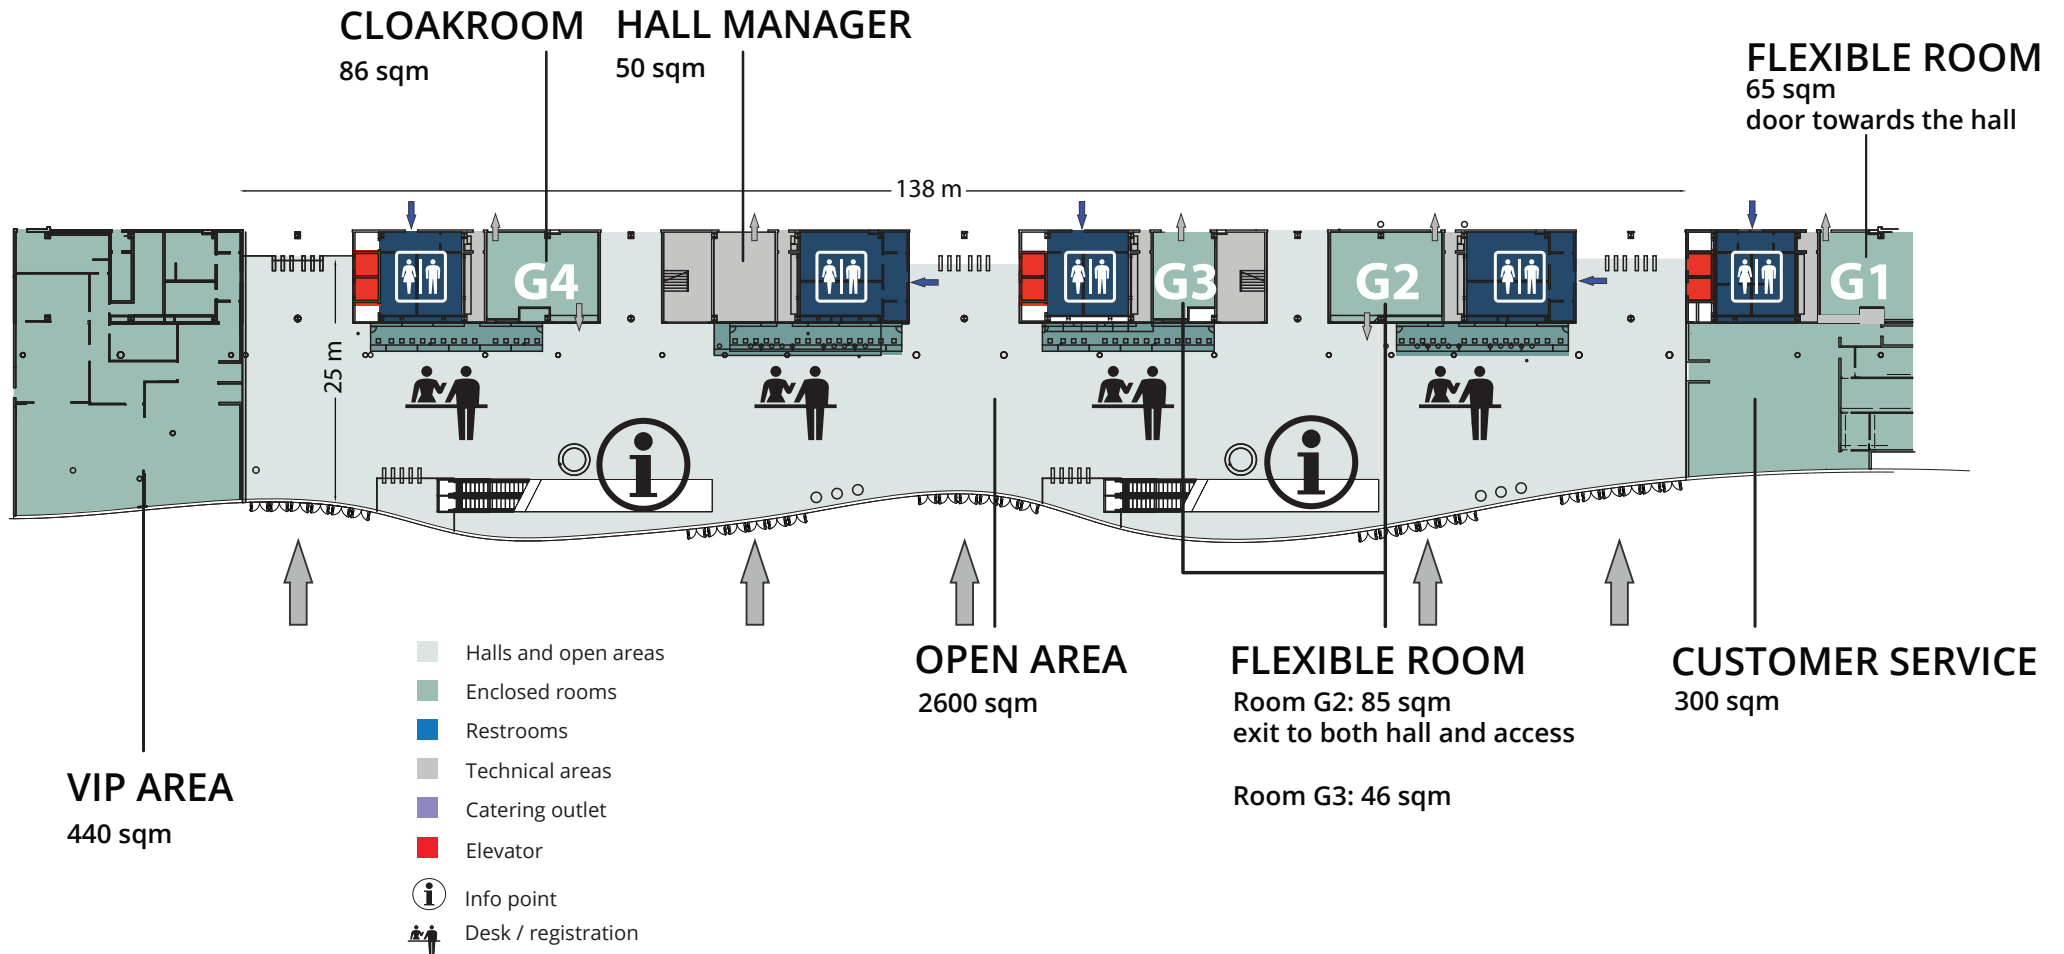 CLOAKROOM
86 sqm
HALL MANAGER
50 sqm
FLEXIBLE ROOM
65 sqm
door towards the hall
138 m
G4
G3
G2
G1
25 m
OPEN AREA
2600 sqm
FLEXIBLE ROOM
Room G2: 85 sqm
exit to both hall and access
Room G3: 46 sqm
CUSTOMER SERVICE
300 sqm
VIP AREA
440 sqm
Halls and open areas
Enclosed rooms
Restrooms
Technical areas
Catering outlet
Elevator
Info point
Desk / registration